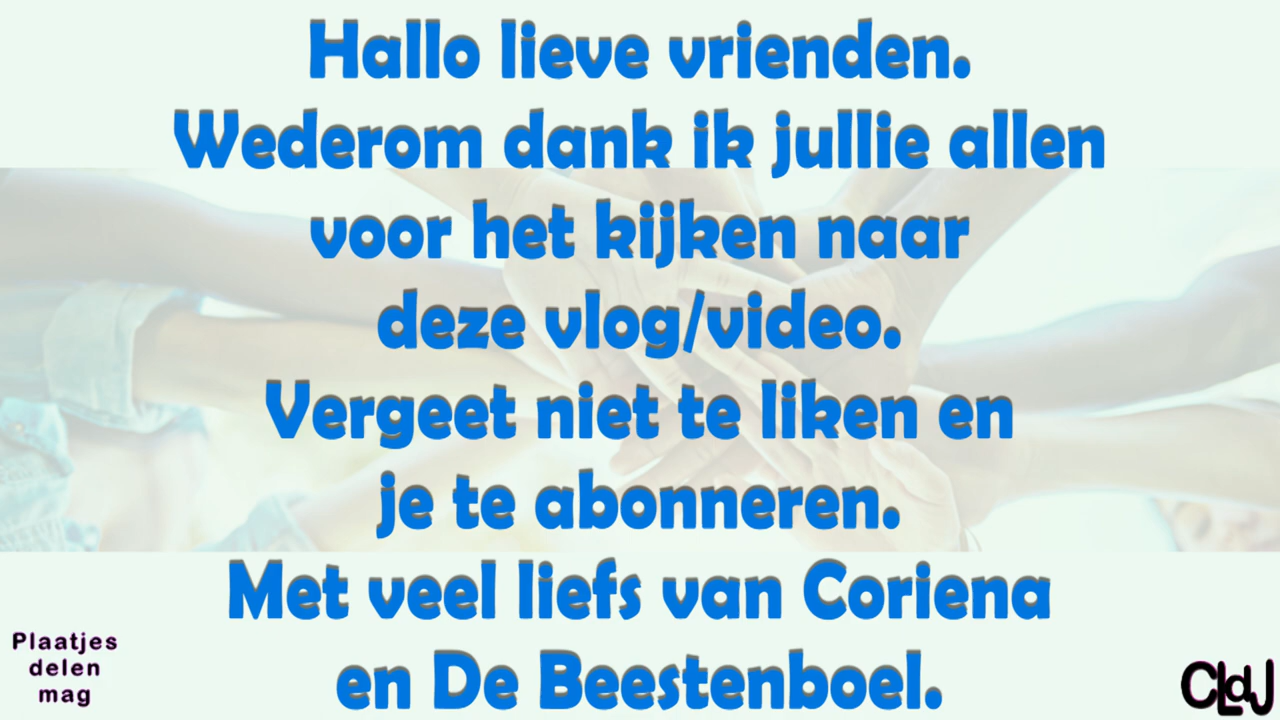 Hallo lieve vrienden.
Wederom dank ik jullie allen
voor het kijken naar
deze vlog/video.
Vergeet niet te liken en
je te abonneren.
Met veel liefs van Coriena
en De Beestenboel.
Plaatjes
delen
mag
CLdJ